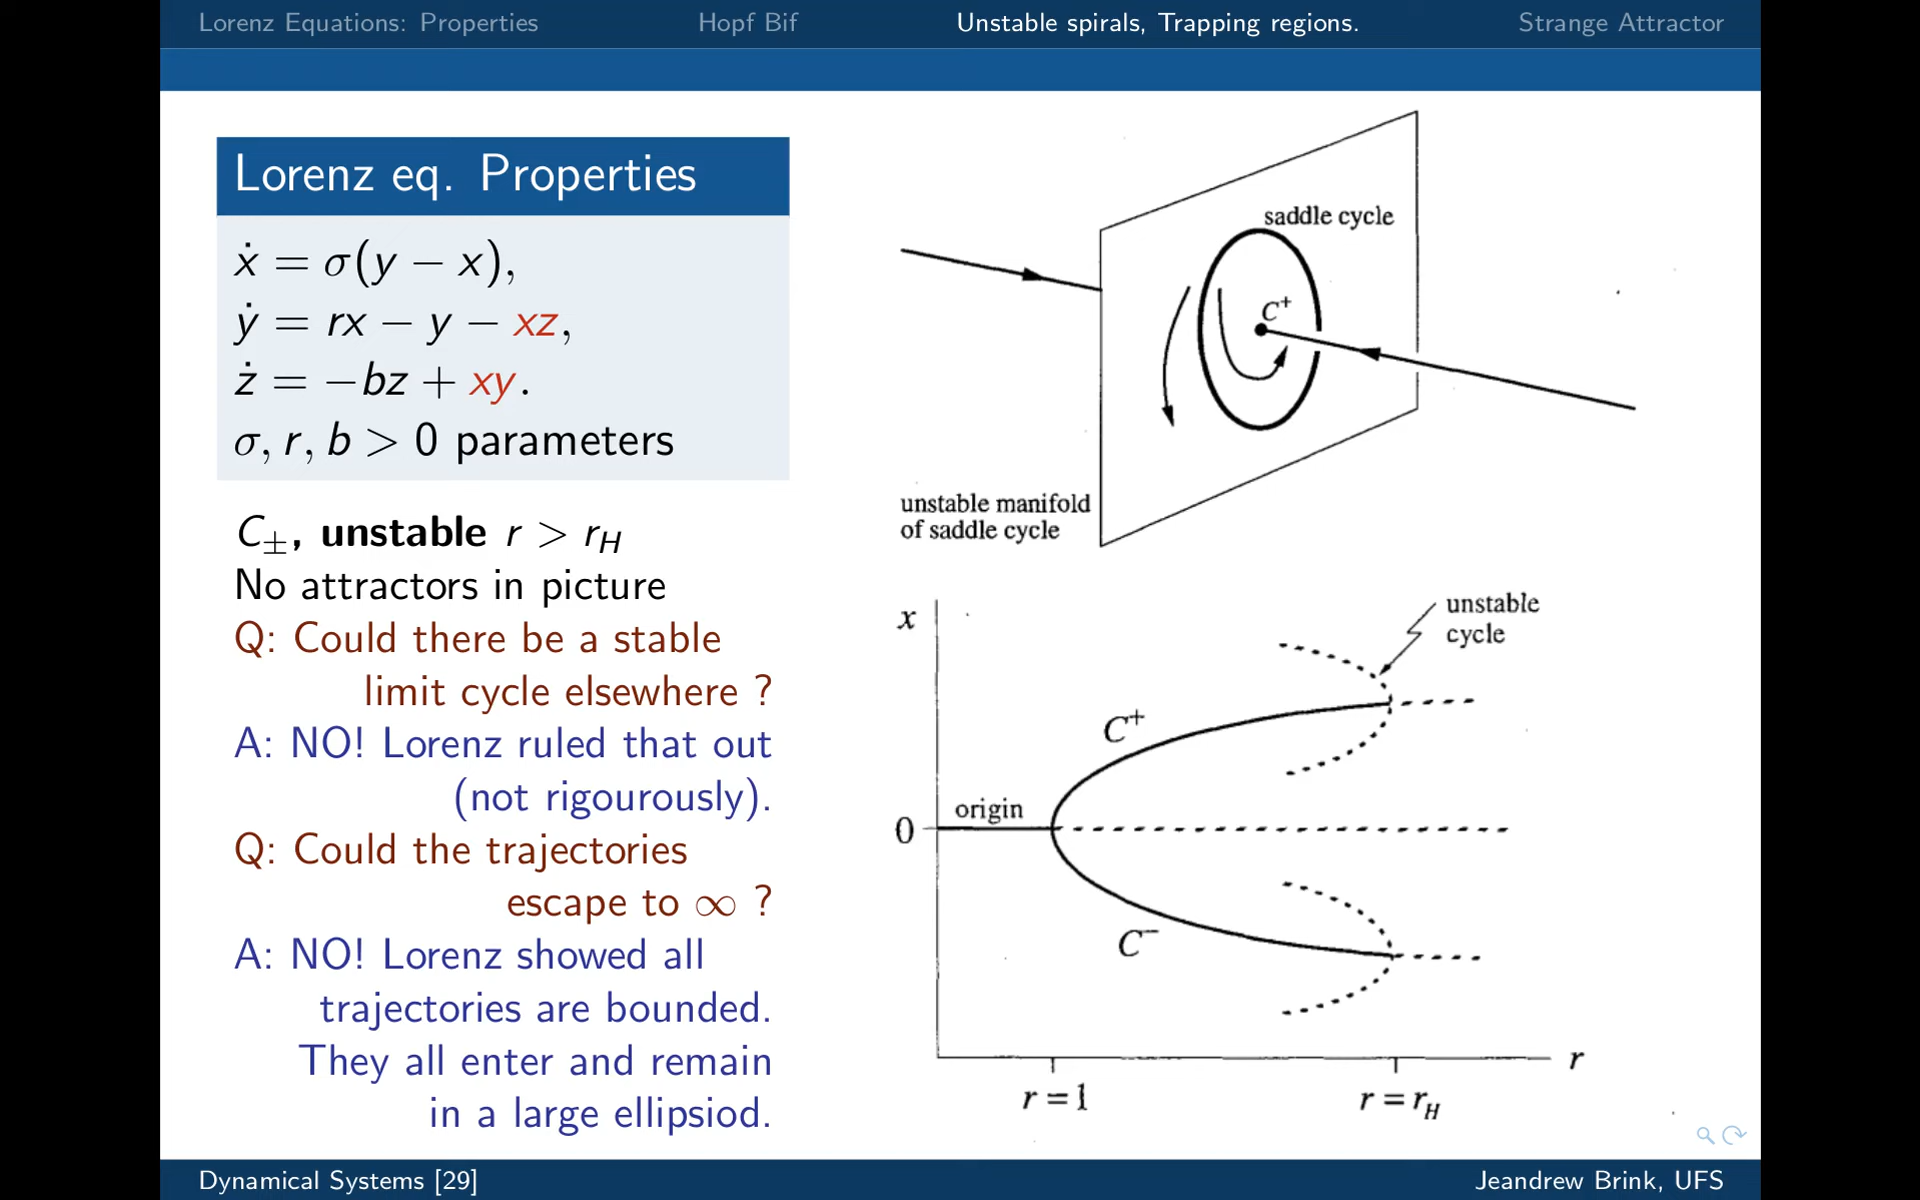 Lorenz Equations: Properties Hopf Bif Unstable spirals, Trapping regions. Strange Attractor
Lorenz eq. Properties
ẋ = σ(y − x),
ẏ = rx − y − xz,
ż = −bz + xy.
σ, r, b > 0 parameters
C±, unstable r > r_H
No attractors in picture
Q: Could there be a stable
limit cycle elsewhere ?
A: NO! Lorenz ruled that out
(not rigourously).
Q: Could the trajectories
escape to ∞ ?
A: NO! Lorenz showed all
trajectories are bounded.
They all enter and remain
in a large ellipsiod.
saddle cycle
C⁺
unstable manifold
of saddle cycle
x
unstable
cycle
C⁺
origin
0
C⁻
r
r = 1
r = r_H
Dynamical Systems [29]
Jeandrew Brink, UFS